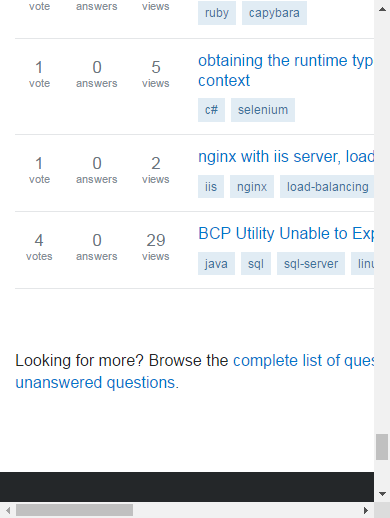 vote answers views
ruby capybara
1 0 5 obtaining the runtime typ
vote answers views context
c# selenium
1 0 2 nginx with iis server, load
vote answers views
iis nginx load-balancing
4 0 29 BCP Utility Unable to Exp
votes answers views
java sql sql-server linu
Looking for more? Browse the complete list of ques
unanswered questions.